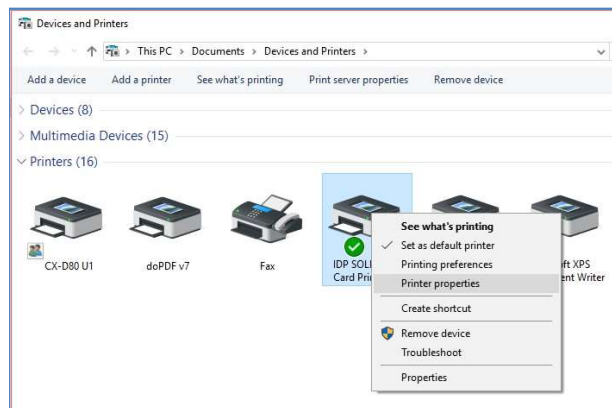 Devices and Printers
This PC > Documents > Devices and Printers >
Add a device Add a printer See what's printing Print server properties Remove device
Devices (8)
Multimedia Devices (15)
Printers (16)
CX-D80 U1
doPDF v7
Fax
IDP SOL
Card Pri
ft XPS
ent Writer
See what's printing
Set as default printer
Printing preferences
Printer properties
Create shortcut
Remove device
Troubleshoot
Properties